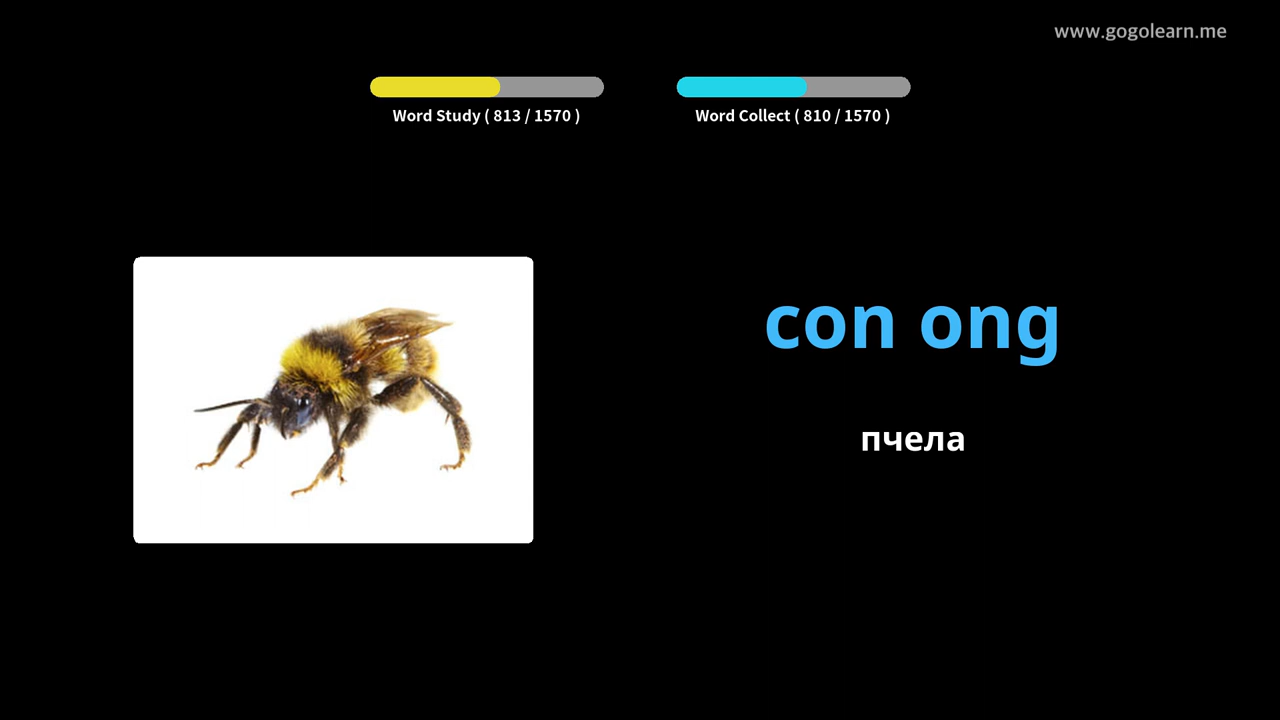 www.gogolearn.me
Word Study ( 813 / 1570 )
Word Collect ( 810 / 1570 )
con ong
пчела